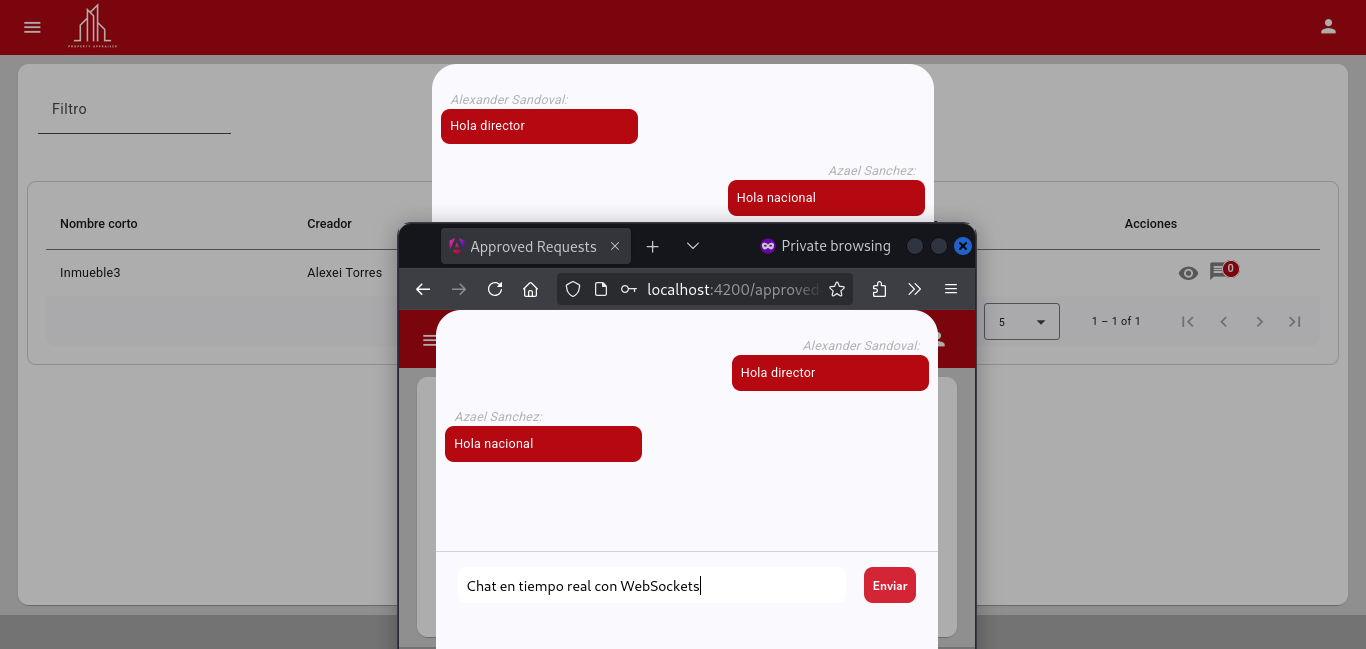 PROPERTY APPRAISER
Filtro
Alexander Sandoval:
Hola director
Azael Sanchez:
Hola nacional
Nombre corto
Creador
Acciones
Inmueble3
Alexei Torres
0
5
1 – 1 of 1
Approved Requests
Private browsing
localhost:4200/approved
Alexander Sandoval:
Hola director
Azael Sanchez:
Hola nacional
Chat en tiempo real con WebSockets
Enviar